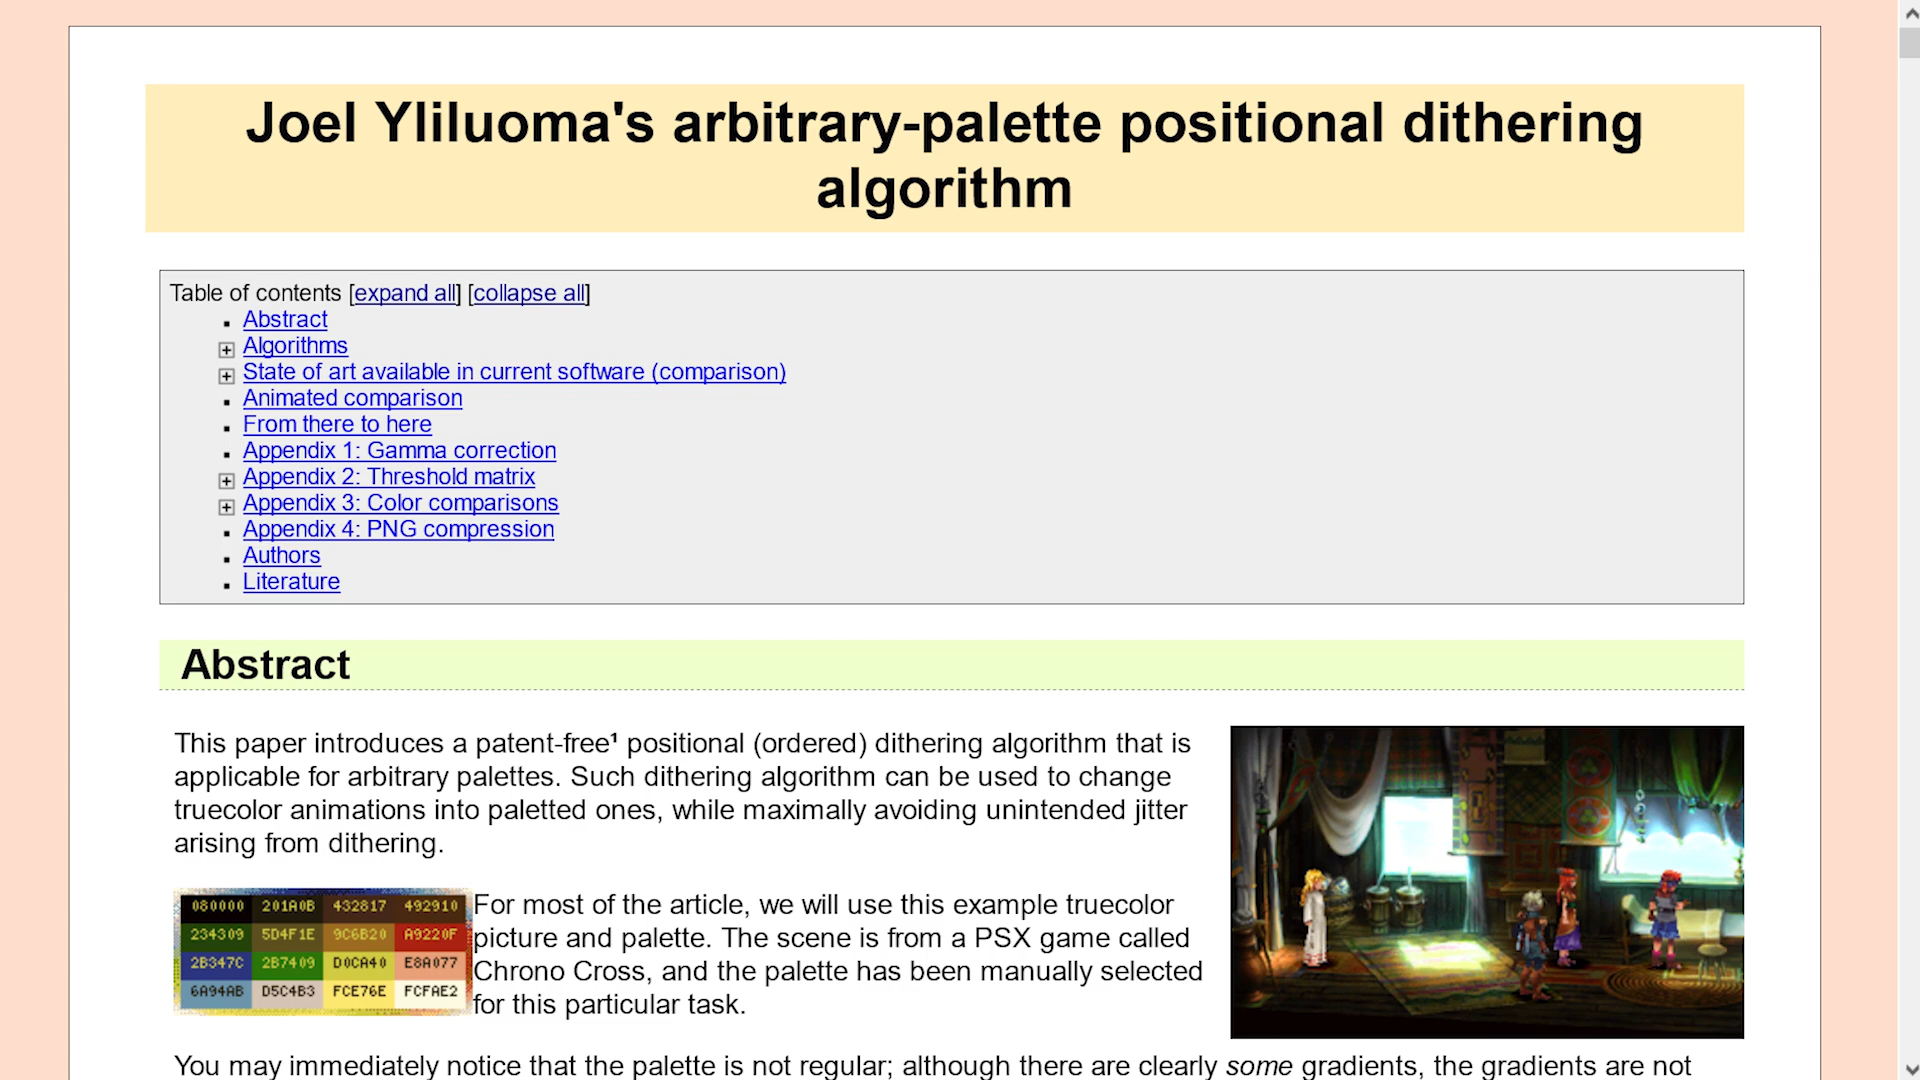 Joel Yliluoma's arbitrary-palette positional dithering
algorithm
Table of contents [expand all] [collapse all]
Abstract
Algorithms
State of art available in current software (comparison)
Animated comparison
From there to here
Appendix 1: Gamma correction
Appendix 2: Threshold matrix
Appendix 3: Color comparisons
Appendix 4: PNG compression
Authors
Literature
Abstract
This paper introduces a patent-free¹ positional (ordered) dithering algorithm that is
applicable for arbitrary palettes. Such dithering algorithm can be used to change
truecolor animations into paletted ones, while maximally avoiding unintended jitter
arising from dithering.
080000 201A0B 432817 492910
234309 5D4F1E 9C6B20 A9220F
2B347C 2B7409 D0CA40 E8A077
6A94AB D5C4B3 FCE76E FCFAE2
For most of the article, we will use this example truecolor
picture and palette. The scene is from a PSX game called
Chrono Cross, and the palette has been manually selected
for this particular task.
You may immediately notice that the palette is not regular; although there are clearly some gradients, the gradients are not